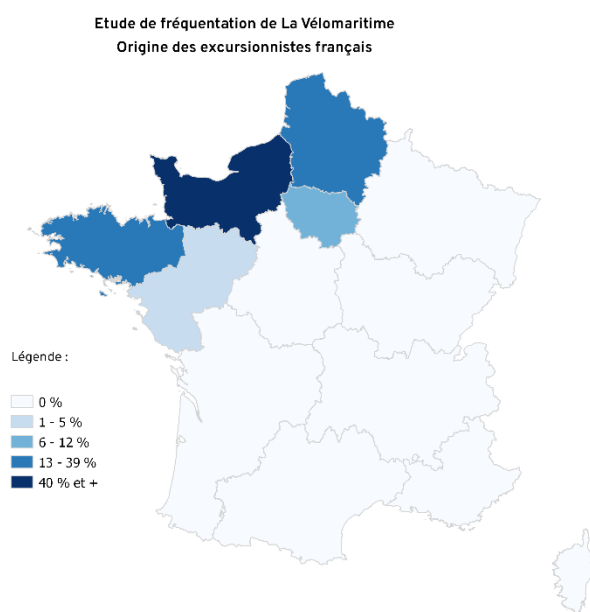 Etude de fréquentation de La Vélomaritime
Origine des excursionnistes français
Légende :
0 %
1 - 5 %
6 - 12 %
13 - 39 %
40 % et +